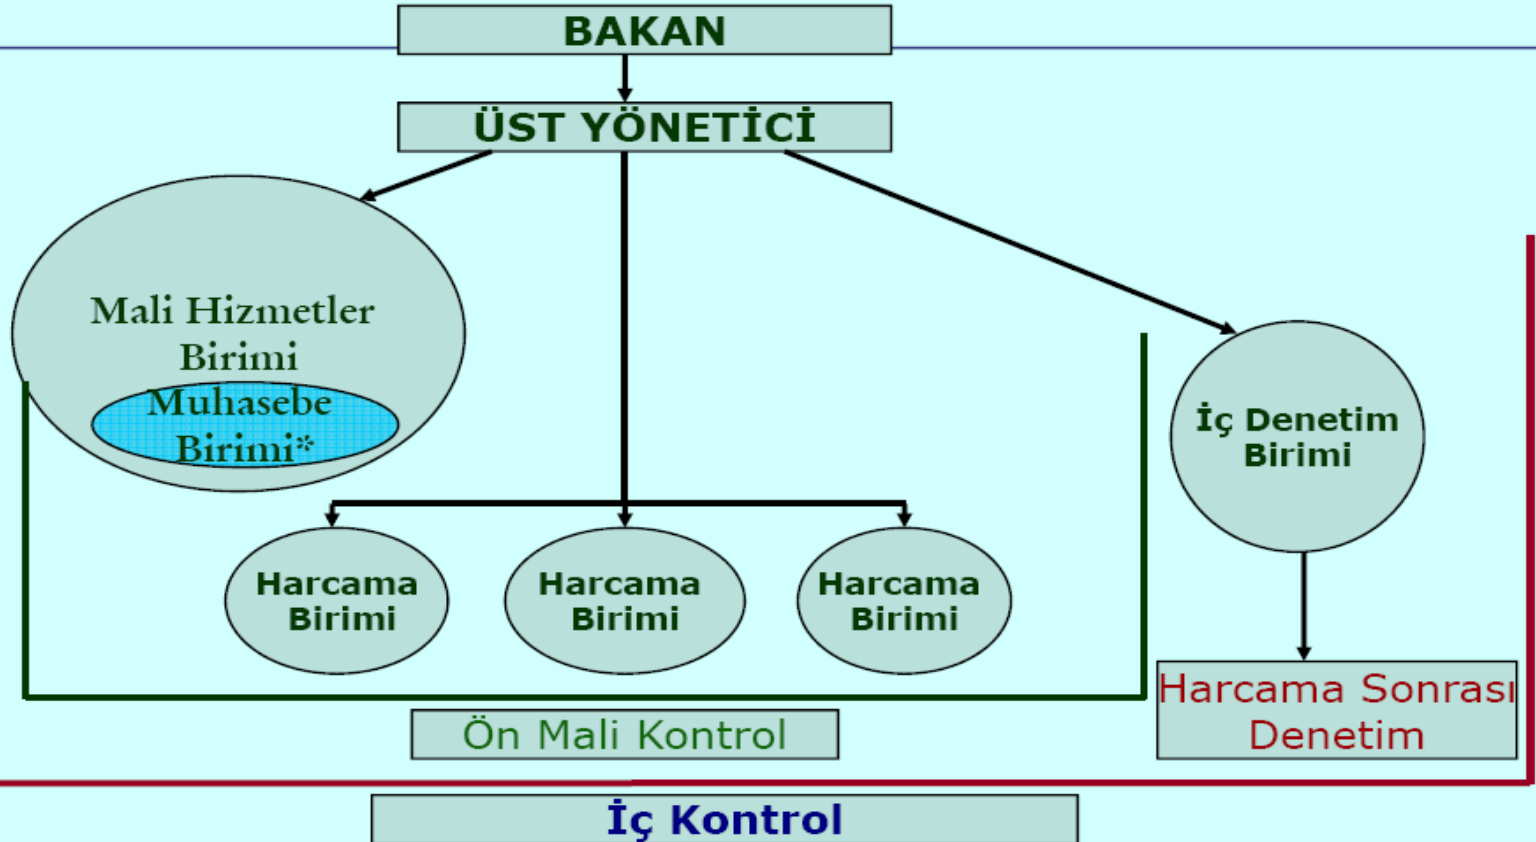 BAKAN
ÜST YÖNETİCİ
Mali Hizmetler
Birimi
Muhasebe
Birimi*
İç Denetim
Birimi
Harcama
Birimi
Harcama
Birimi
Harcama
Birimi
Harcama Sonrası
Denetim
Ön Mali Kontrol
İç Kontrol